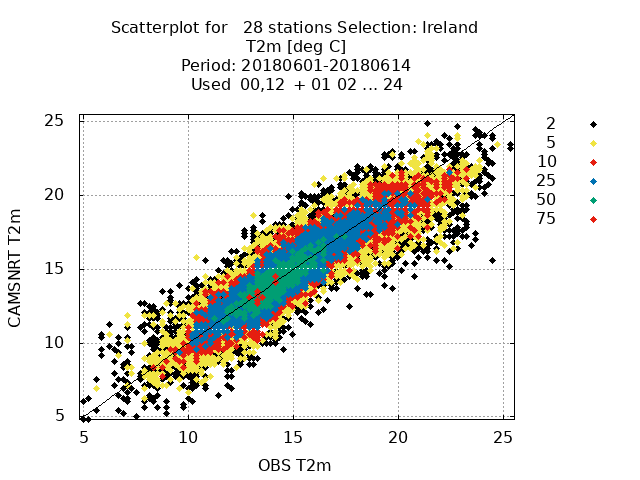 Scatterplot for 28 stations Selection: Ireland
T2m [deg C]
Period: 20180601-20180614
Used 00,12 + 01 02 ... 24
25
20
15
10
5
CAMSNRT T2m
5 10 15 20 25
OBS T2m
2
5
10
25
50
75